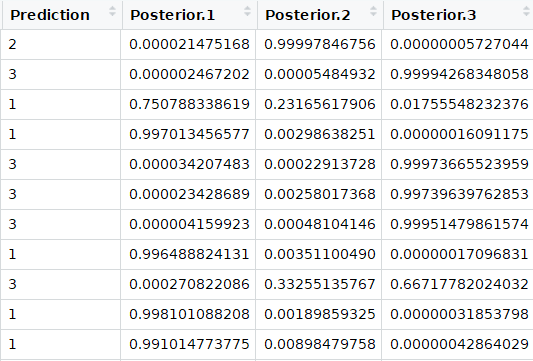 Prediction Posterior.1 Posterior.2 Posterior.3
2 0.000021475168 0.99997846756 0.00000005727044
3 0.000002467202 0.00005484932 0.99994268348058
1 0.750788338619 0.23165617906 0.01755548232376
1 0.997013456577 0.00298638251 0.00000016091175
3 0.000034207483 0.00022913728 0.99973665523959
3 0.000023428689 0.00258017368 0.99739639762853
3 0.000004159923 0.00048104146 0.99951479861574
1 0.996488824131 0.00351100490 0.00000017096831
3 0.000270822086 0.33255135767 0.66717782024032
1 0.998101088208 0.00189859325 0.00000031853798
1 0.991014773775 0.00898479758 0.00000042864029